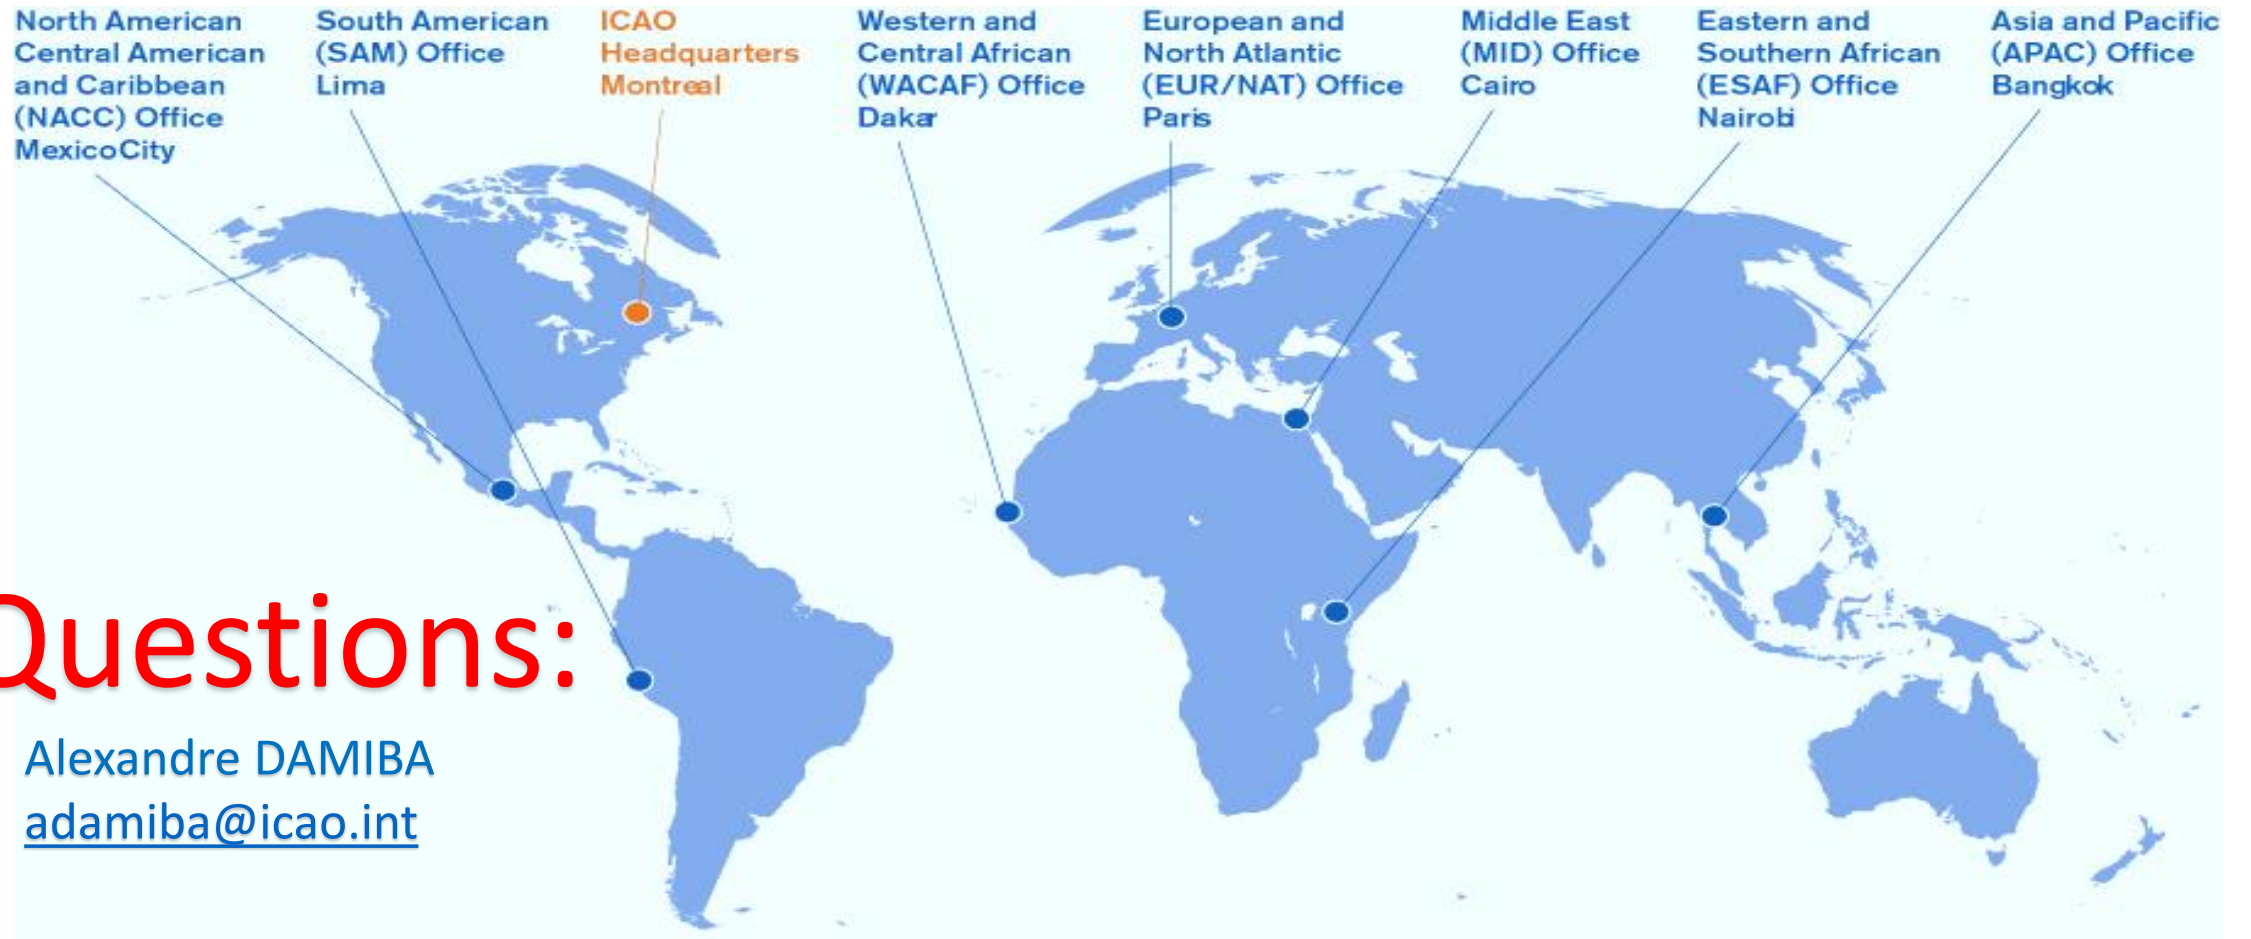 North American
Central American
and Caribbean
(NACC) Office
MexicoCity
South American
(SAM) Office
Lima
ICAO
Headquarters
Montreal
Western and
Central African
(WACAF) Office
Dakar
European and
North Atlantic
(EUR/NAT) Office
Paris
Middle East
(MID) Office
Cairo
Eastern and
Southern African
(ESAF) Office
Nairobi
Asia and Pacific
(APAC) Office
Bangkok
Questions:
Alexandre DAMIBA
adamiba@icao.int